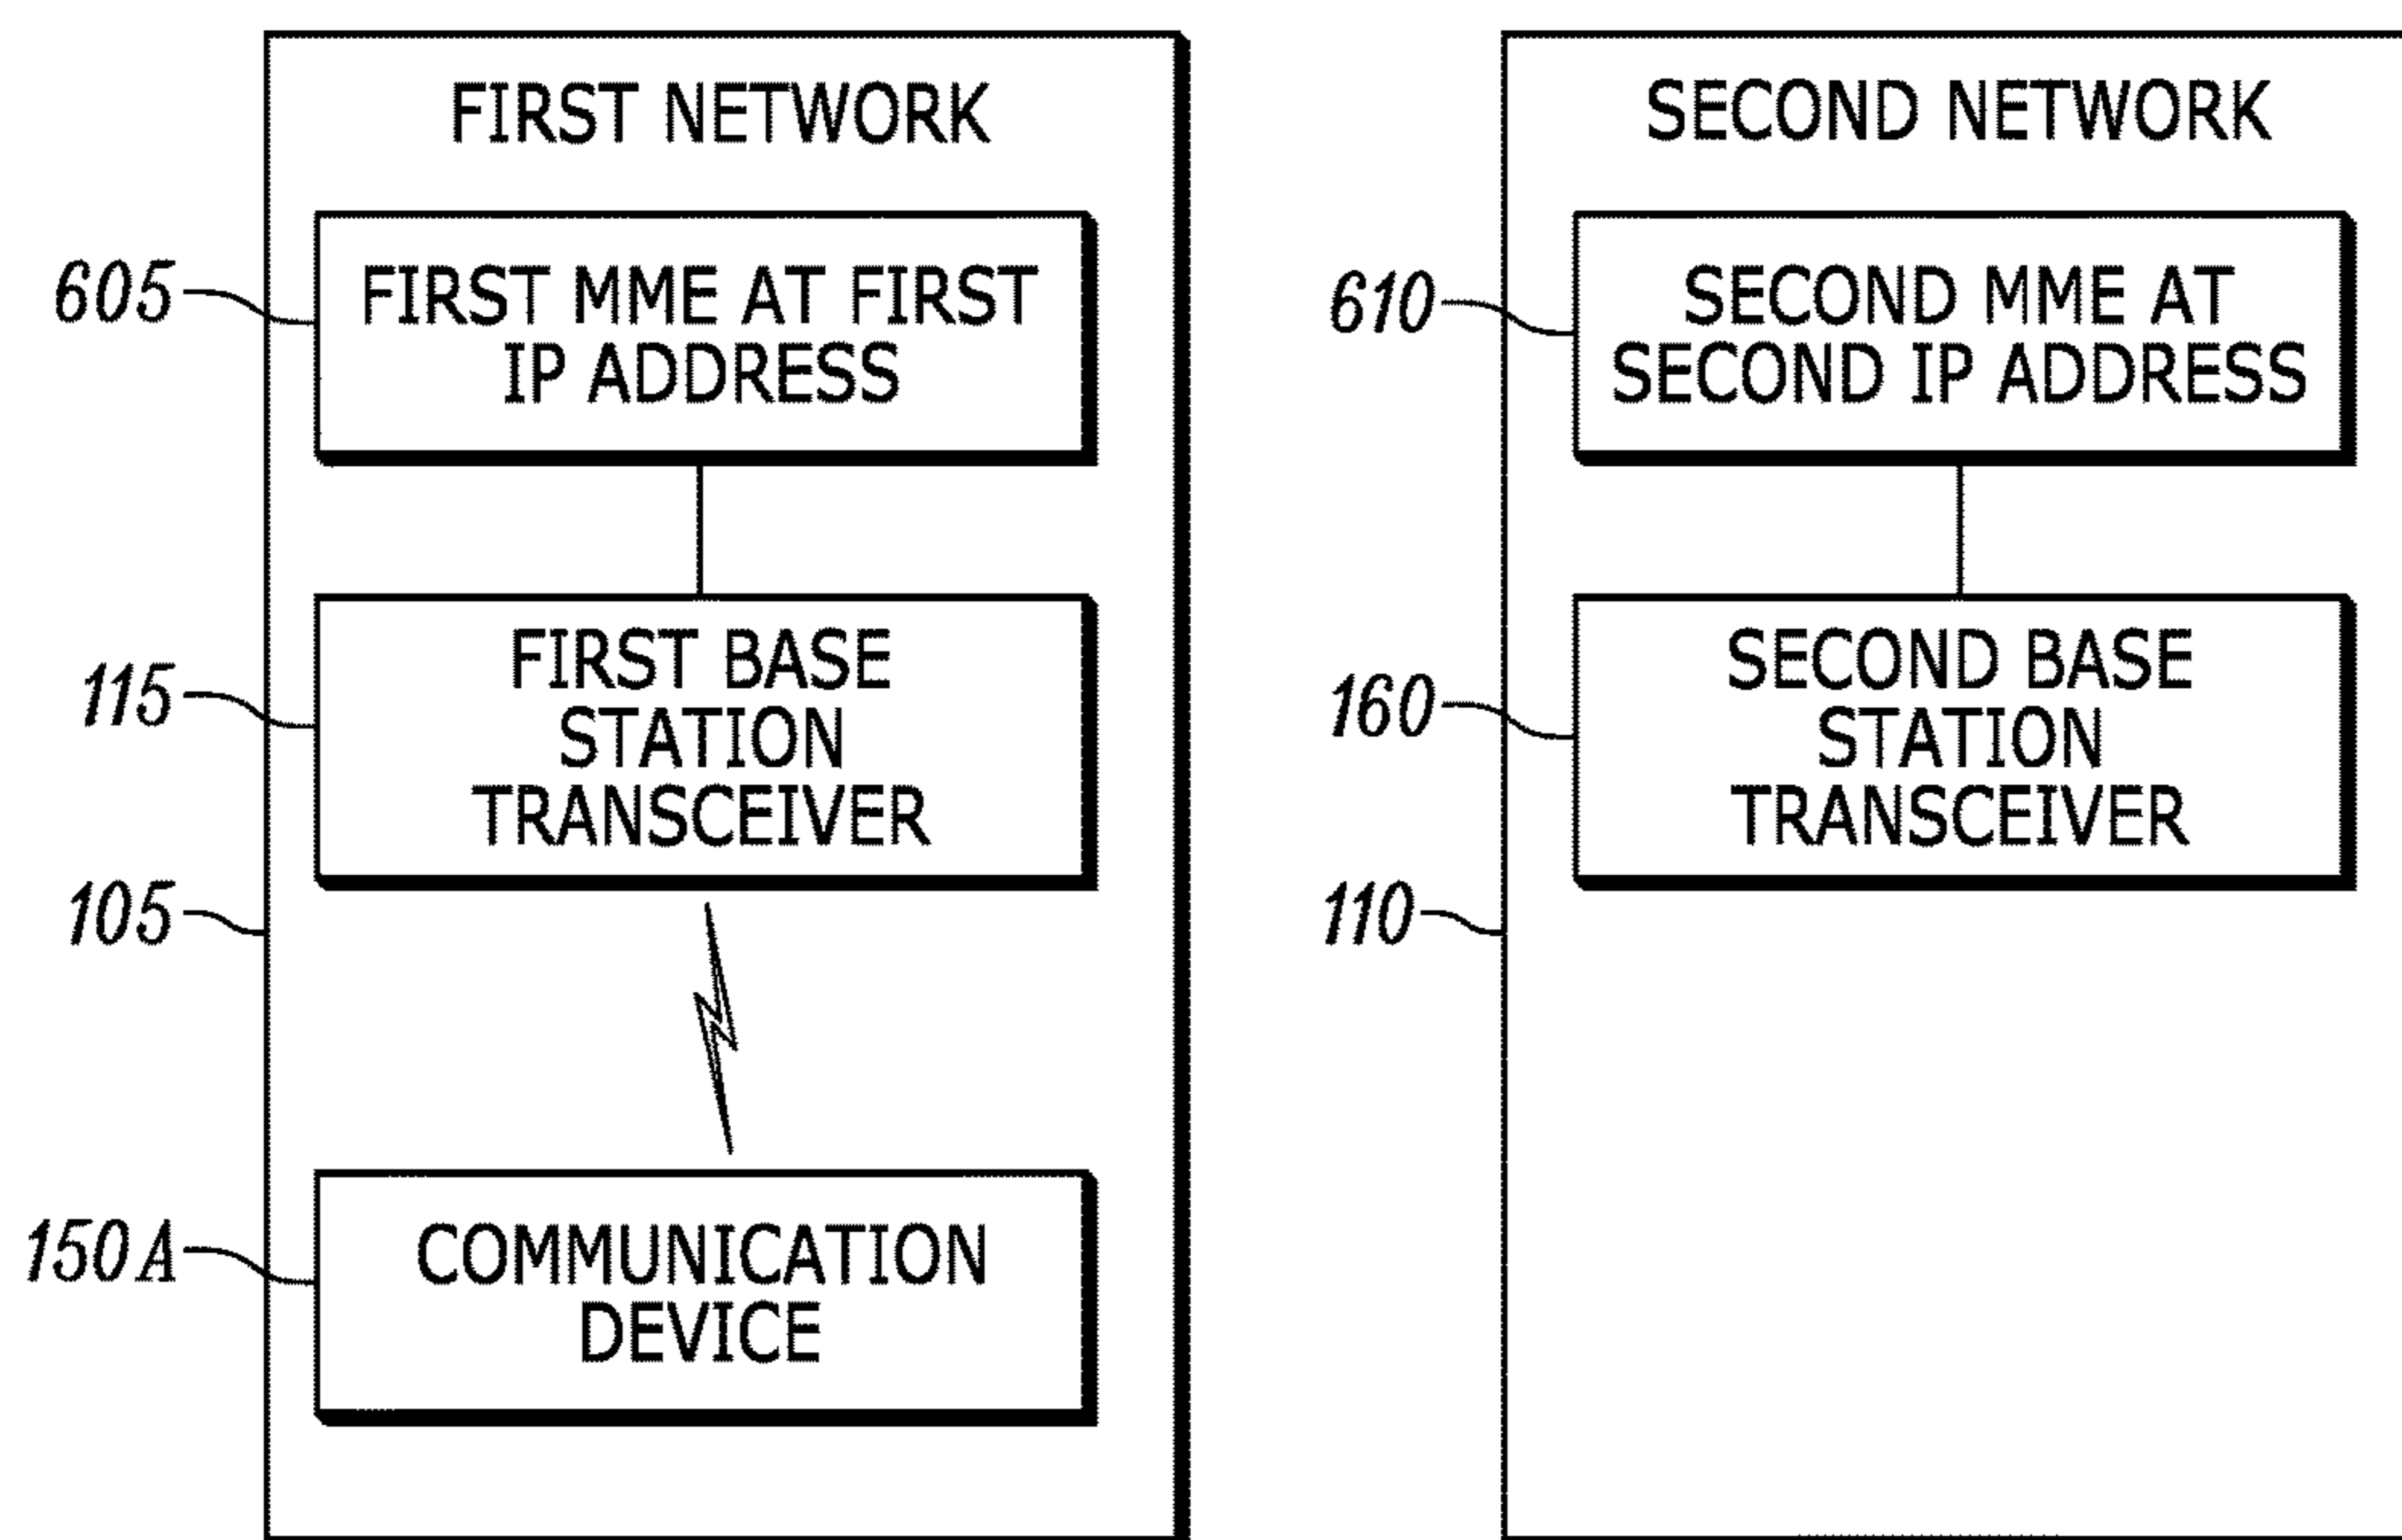 FIRST NETWORK
605
FIRST MME AT FIRST
IP ADDRESS
115
FIRST BASE
STATION
TRANSCEIVER
105
150A
COMMUNICATION
DEVICE
SECOND NETWORK
610
SECOND MME AT
SECOND IP ADDRESS
160
SECOND BASE
STATION
TRANSCEIVER
110